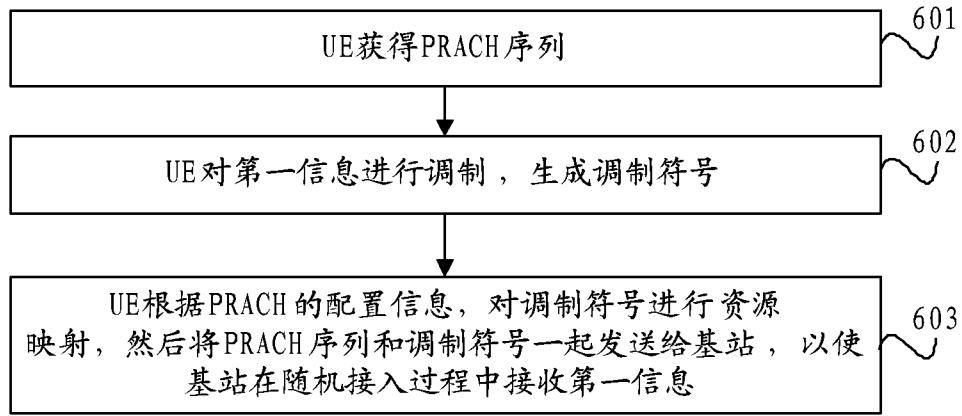 UE获得PRACH序列
601
UE对第一信息进行调制，生成调制符号
602
UE根据PRACH的配置信息，对调制符号进行资源
映射，然后将PRACH序列和调制符号一起发送给基站，以使
基站在随机接入过程中接收第一信息
603